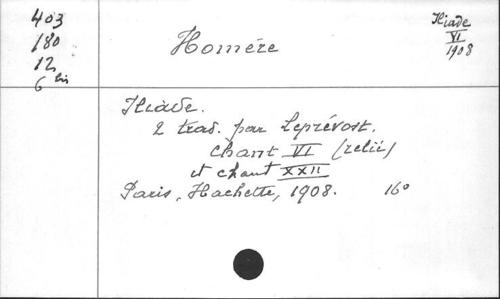 403
180
12
6 bis
Homére
Iliade
VI
1908
Iliade.
2 trad. par Leprévost.
chant VI (relié)
et chant XXII
Paris, Hachette, 1908. 16°